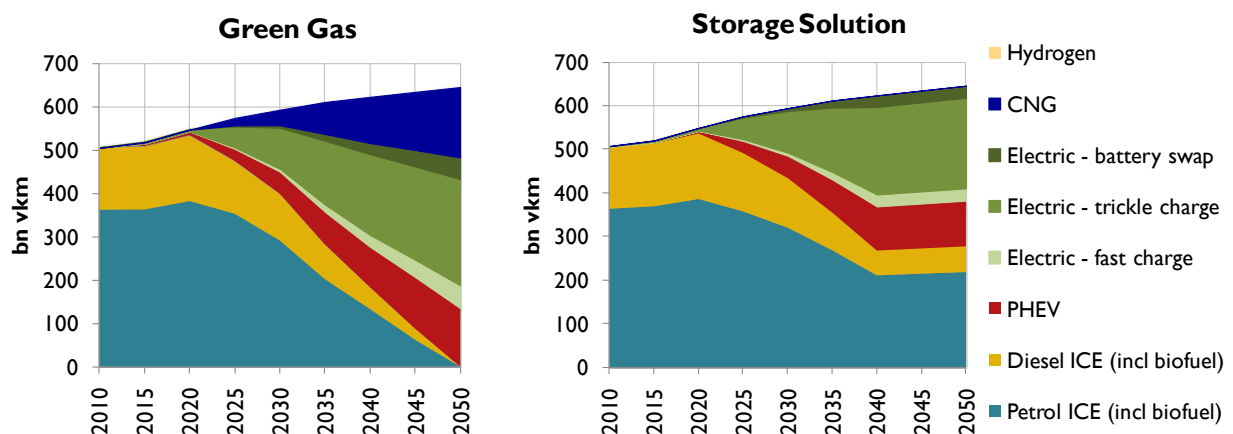 Green Gas
700
600
500
400
300
200
100
0
bn vkm
2010
2015
2020
2025
2030
2035
2040
2045
2050
Storage Solution
700
600
500
400
300
200
100
0
bn vkm
2010
2015
2020
2025
2030
2035
2040
2045
2050
Hydrogen
CNG
Electric - battery swap
Electric - trickle charge
Electric - fast charge
PHEV
Diesel ICE (incl biofuel)
Petrol ICE (incl biofuel)